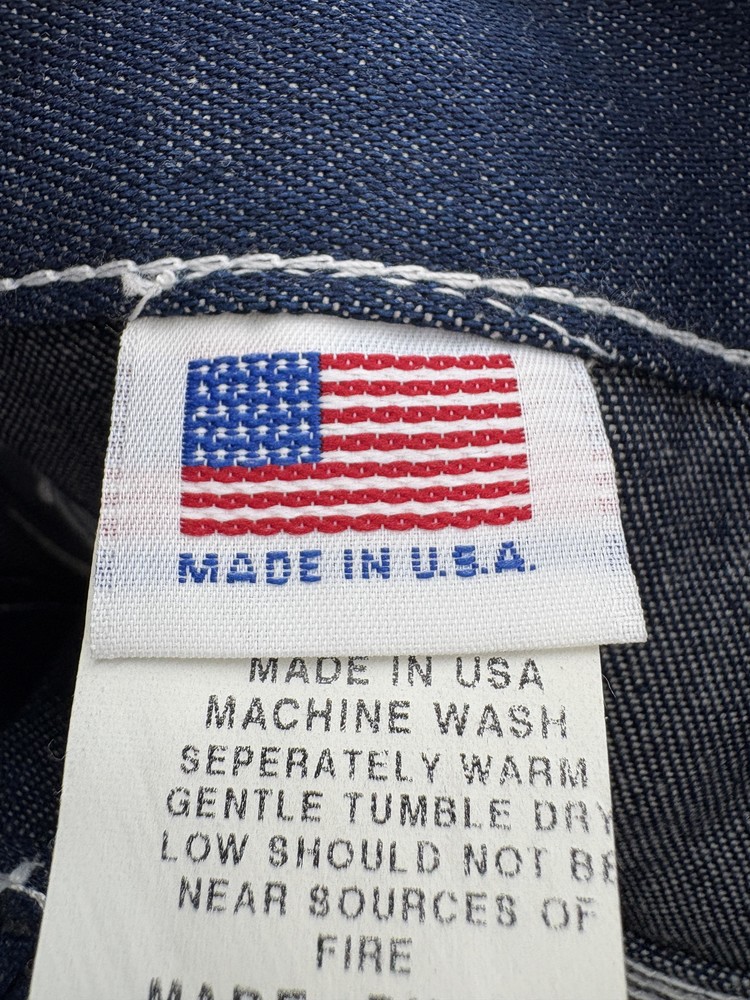 MADE IN U.S.A.
MADE IN USA
MACHINE WASH
SEPERATELY WARM
GENTLE TUMBLE DRY
LOW SHOULD NOT BE
NEAR SOURCES OF
FIRE
MADE